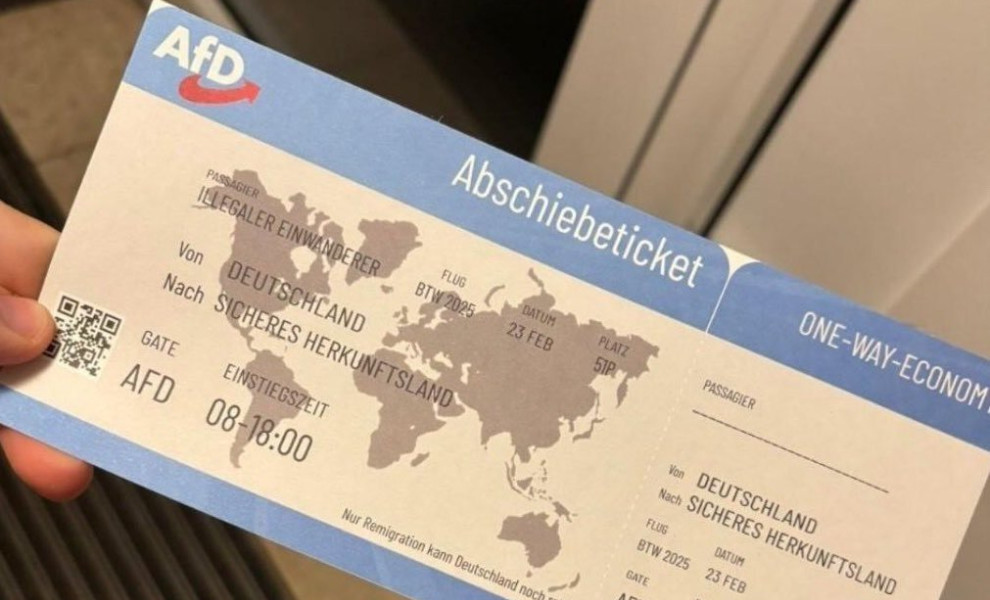 AfD
Abschiebeticket
PASSAGIER
ILLEGALER EINWANDERER
Von DEUTSCHLAND
Nach SICHERES HERKUNFTSLAND
FLUG
BTW 2025
DATUM
23 FEB
PLATZ
51P
GATE
AFD
EINSTIEGSZEIT
08-18:00
Nur Remigration kann Deutschland noch
ONE-WAY-ECONOMY
PASSAGIER
Von DEUTSCHLAND
Nach SICHERES HERKUNFTSLAND
FLUG
BTW 2025
DATUM
23 FEB
GATE